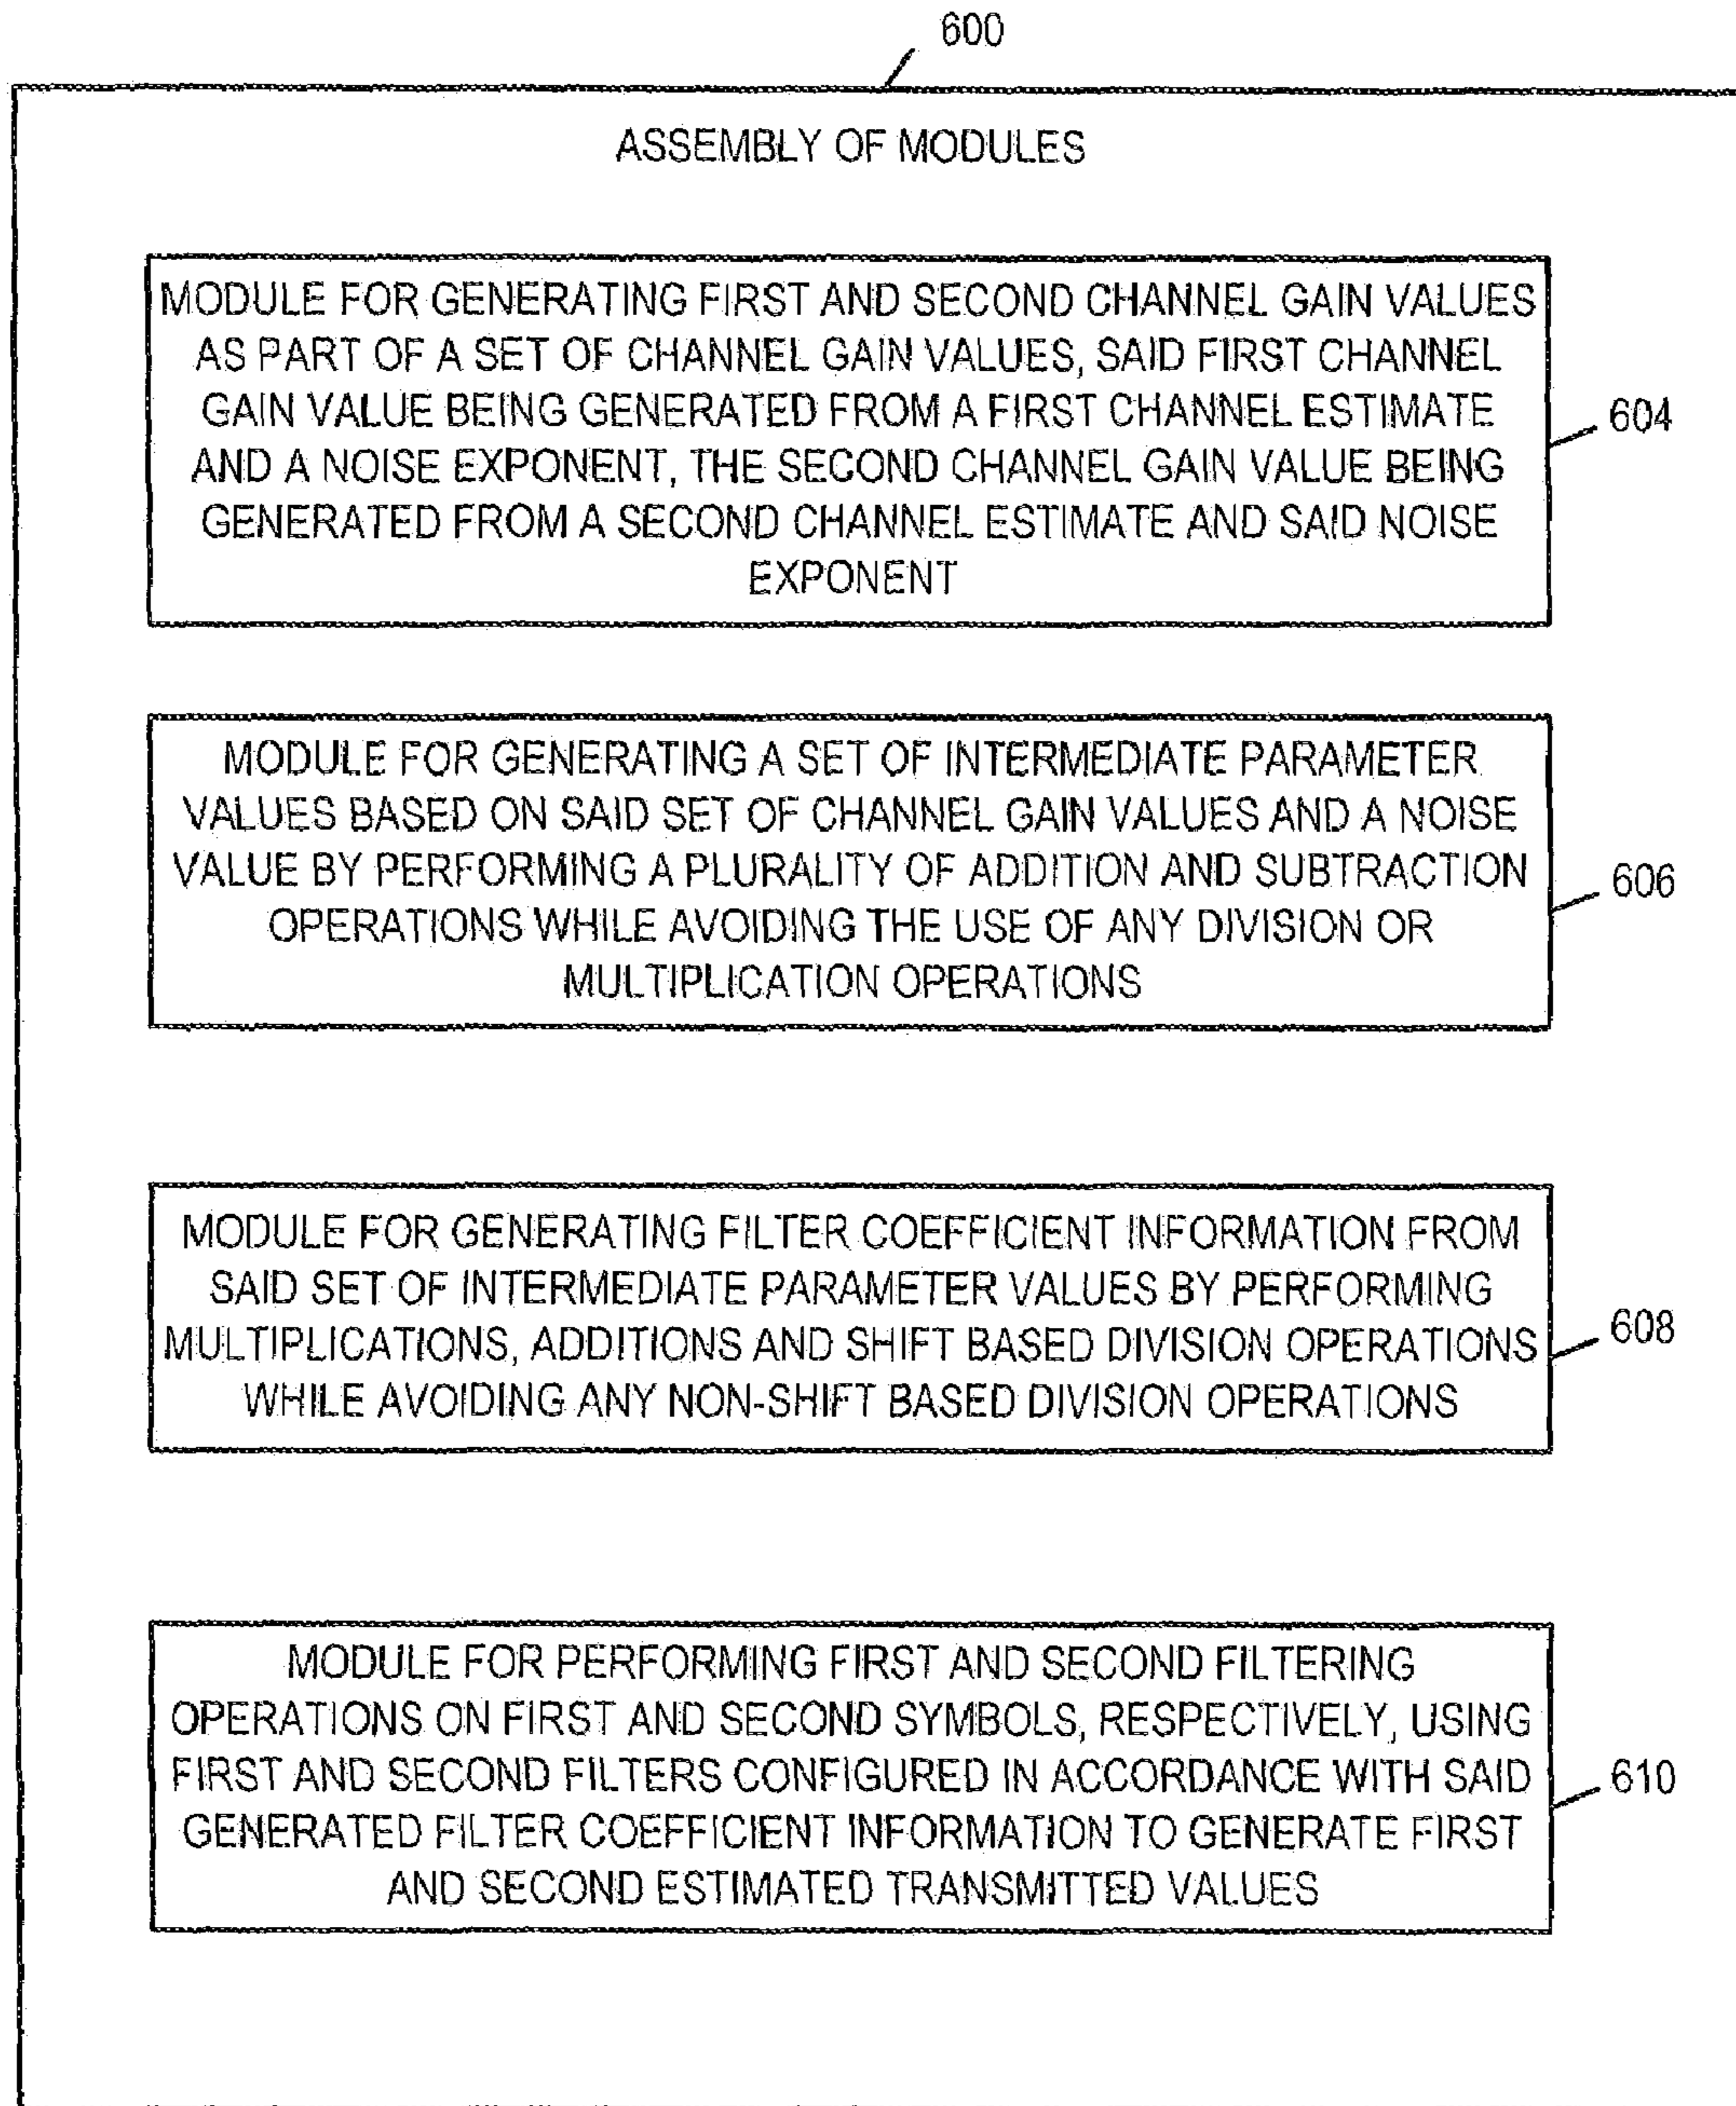 600
ASSEMBLY OF MODULES
MODULE FOR GENERATING FIRST AND SECOND CHANNEL GAIN VALUES
AS PART OF A SET OF CHANNEL GAIN VALUES, SAID FIRST CHANNEL
GAIN VALUE BEING GENERATED FROM A FIRST CHANNEL ESTIMATE
AND A NOISE EXPONENT, THE SECOND CHANNEL GAIN VALUE BEING
GENERATED FROM A SECOND CHANNEL ESTIMATE AND SAID NOISE
EXPONENT
604
MODULE FOR GENERATING A SET OF INTERMEDIATE PARAMETER
VALUES BASED ON SAID SET OF CHANNEL GAIN VALUES AND A NOISE
VALUE BY PERFORMING A PLURALITY OF ADDITION AND SUBTRACTION
OPERATIONS WHILE AVOIDING THE USE OF ANY DIVISION OR
MULTIPLICATION OPERATIONS
606
MODULE FOR GENERATING FILTER COEFFICIENT INFORMATION FROM
SAID SET OF INTERMEDIATE PARAMETER VALUES BY PERFORMING
MULTIPLICATIONS, ADDITIONS AND SHIFT BASED DIVISION OPERATIONS
WHILE AVOIDING ANY NON-SHIFT BASED DIVISION OPERATIONS
608
MODULE FOR PERFORMING FIRST AND SECOND FILTERING
OPERATIONS ON FIRST AND SECOND SYMBOLS, RESPECTIVELY, USING
FIRST AND SECOND FILTERS CONFIGURED IN ACCORDANCE WITH SAID
GENERATED FILTER COEFFICIENT INFORMATION TO GENERATE FIRST
AND SECOND ESTIMATED TRANSMITTED VALUES
610